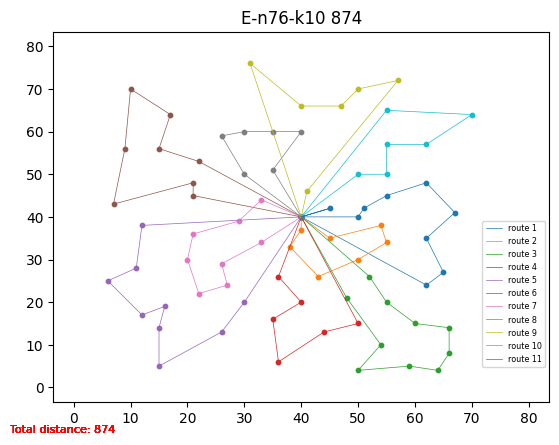 E-n76-k10 874
80
70
60
50
40
30
20
10
0
route 1
route 2
route 3
route 4
route 5
route 6
route 7
route 8
route 9
route 10
route 11
0 10 20 30 40 50 60 70 80
Total distance: 874